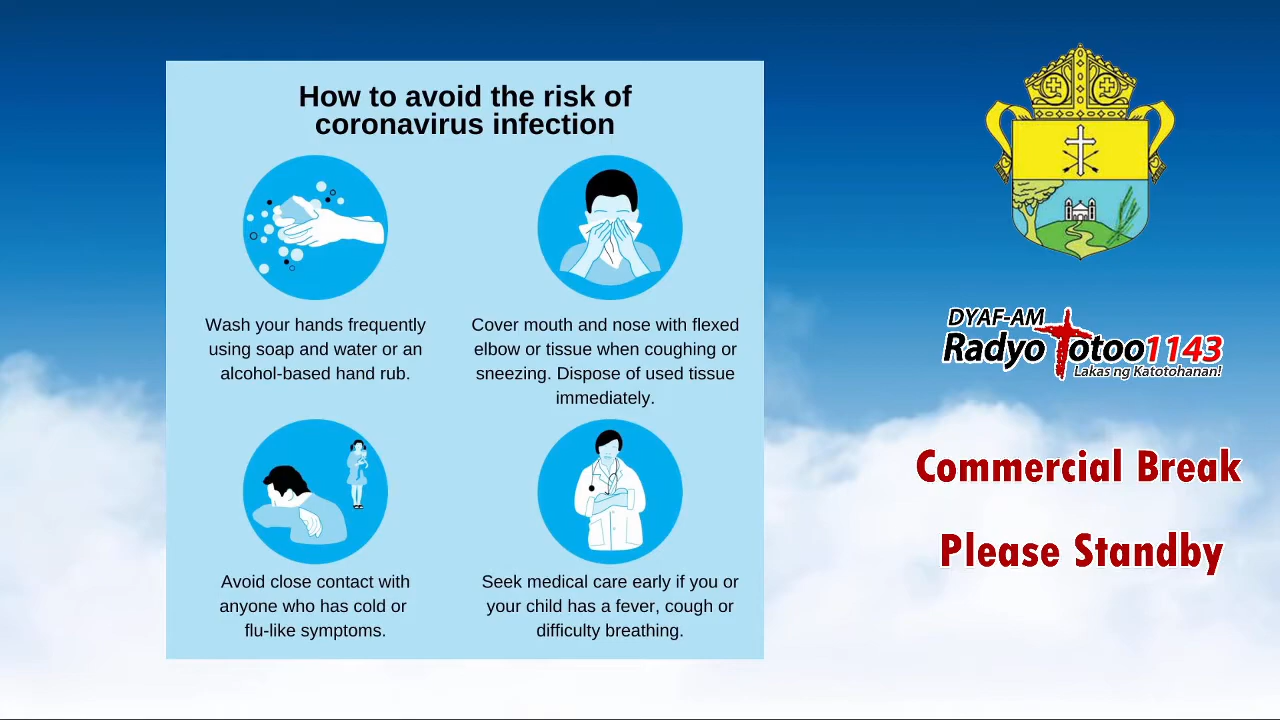 How to avoid the risk of
coronavirus infection
Wash your hands frequently
using soap and water or an
alcohol-based hand rub.
Cover mouth and nose with flexed
elbow or tissue when coughing or
sneezing. Dispose of used tissue
immediately.
Avoid close contact with
anyone who has cold or
flu-like symptoms.
Seek medical care early if you or
your child has a fever, cough or
difficulty breathing.
DYAF-AM
Radyo Totoo 1143
Lakas ng Katotohanan!
Commercial Break
Please Standby